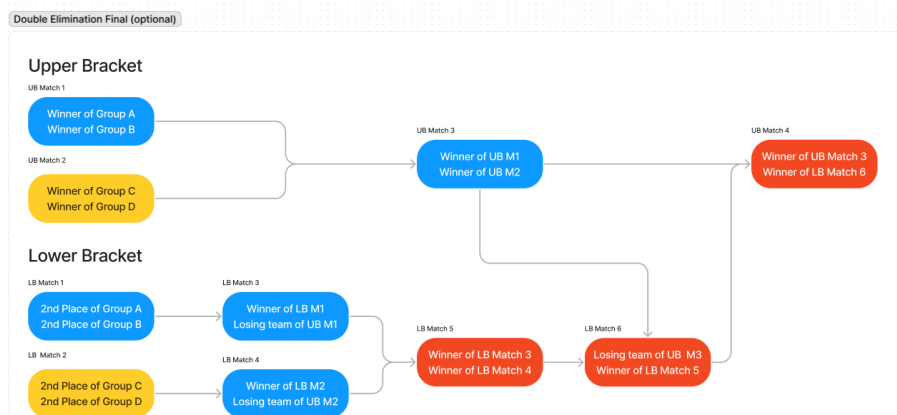 Double Elimination Final (optional)
Upper Bracket
UB Match 1
Winner of Group A
Winner of Group B
UB Match 2
Winner of Group C
Winner of Group D
UB Match 3
Winner of UB M1
Winner of UB M2
UB Match 4
Winner of UB Match 3
Winner of LB Match 6
Lower Bracket
LB Match 1
2nd Place of Group A
2nd Place of Group B
LB Match 2
2nd Place of Group C
2nd Place of Group D
LB Match 3
Winner of LB M1
Losing team of UB M1
LB Match 4
Winner of LB M2
Losing team of UB M2
LB Match 5
Winner of LB Match 3
Winner of LB Match 4
LB Match 6
Losing team of UB M3
Winner of LB Match 5